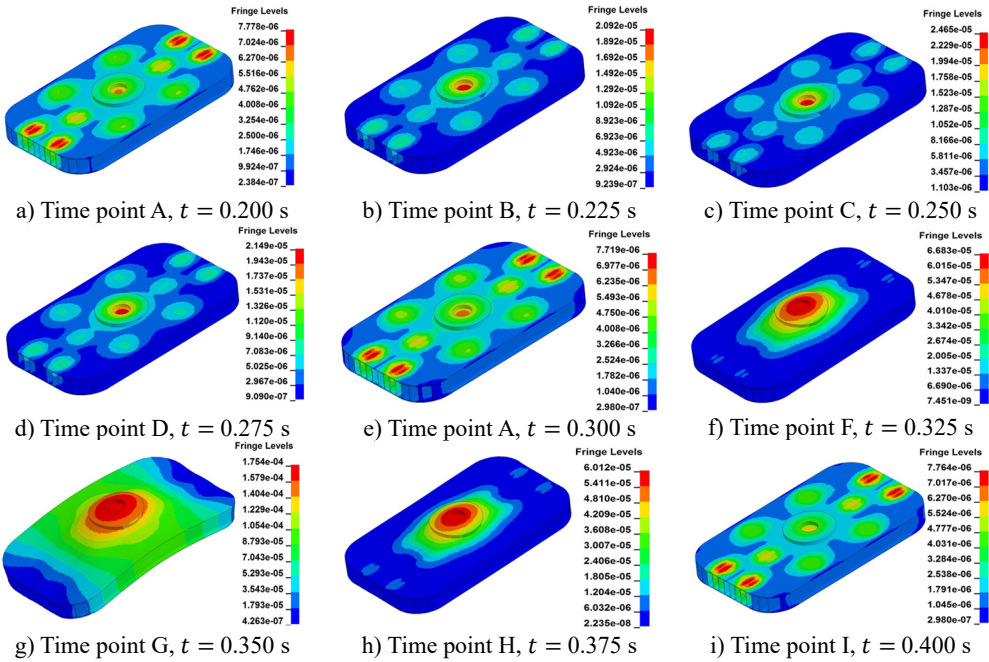 Fringe Levels
7.778e-06
7.024e-06
6.270e-06
5.516e-06
4.762e-06
4.008e-06
3.254e-06
2.500e-06
1.746e-06
9.924e-07
2.384e-07
a) Time point A, t = 0.200 s
Fringe Levels
2.092e-05
1.892e-05
1.692e-05
1.492e-05
1.292e-05
1.092e-05
8.923e-06
6.923e-06
4.923e-06
2.924e-06
9.239e-07
b) Time point B, t = 0.225 s
Fringe Levels
2.465e-05
2.229e-05
1.994e-05
1.758e-05
1.523e-05
1.287e-05
1.052e-05
8.166e-06
5.811e-06
3.457e-06
1.103e-06
c) Time point C, t = 0.250 s
Fringe Levels
2.149e-05
1.943e-05
1.737e-05
1.531e-05
1.326e-05
1.120e-05
9.140e-06
7.083e-06
5.025e-06
2.967e-06
9.090e-07
d) Time point D, t = 0.275 s
Fringe Levels
7.719e-06
6.977e-06
6.235e-06
5.493e-06
4.750e-06
4.008e-06
3.266e-06
2.524e-06
1.782e-06
1.040e-06
2.980e-07
e) Time point A, t = 0.300 s
Fringe Levels
6.683e-05
6.015e-05
5.347e-05
4.678e-05
4.010e-05
3.342e-05
2.674e-05
2.005e-05
1.337e-05
6.690e-06
7.451e-09
f) Time point F, t = 0.325 s
Fringe Levels
1.754e-04
1.579e-04
1.404e-04
1.229e-04
1.054e-04
8.793e-05
7.043e-05
5.293e-05
3.543e-05
1.793e-05
4.263e-07
g) Time point G, t = 0.350 s
Fringe Levels
6.012e-05
5.411e-05
4.810e-05
4.209e-05
3.608e-05
3.007e-05
2.406e-05
1.805e-05
1.204e-05
6.032e-06
2.235e-08
h) Time point H, t = 0.375 s
Fringe Levels
7.764e-06
7.017e-06
6.270e-06
5.524e-06
4.777e-06
4.031e-06
3.284e-06
2.538e-06
1.791e-06
1.045e-06
2.980e-07
i) Time point I, t = 0.400 s